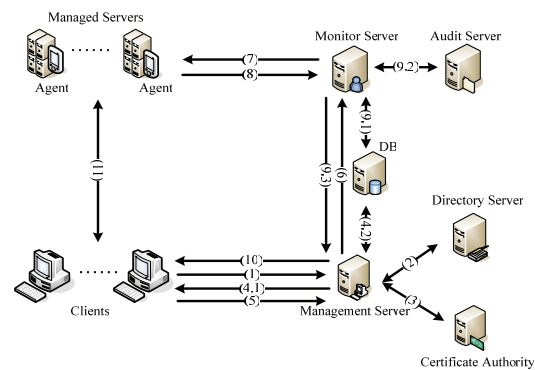 Managed Servers
Monitor Server
Audit Server
Agent
Agent
(7)
(8)
(9.2)
(9.1)
DB
(11)
(9.3)
(6)
(4.2)
Directory Server
(10)
(1)
(4.1)
(5)
(2)
(3)
Clients
Management Server
Certificate Authority